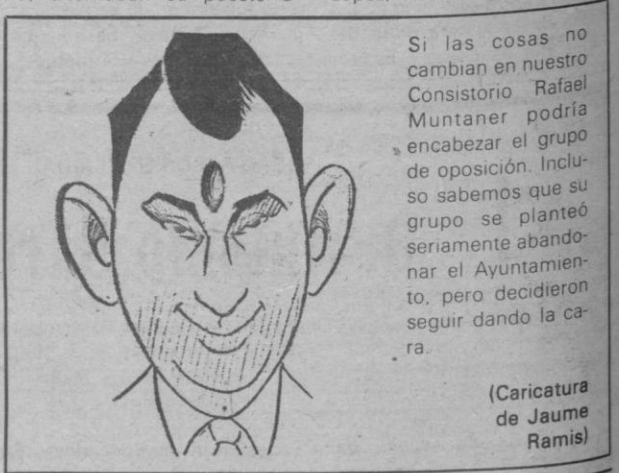 Si las cosas no
cambian en nuestro
Consistorio Rafael
Muntaner podría
encabezar el grupo
de oposición. Inclu-
so sabemos que su
grupo se planteó
seriamente abando-
nar el Ayuntamien-
to, pero decidieron
seguir dando la ca-
ra.
(Caricatura
de Jaume
Ramis)